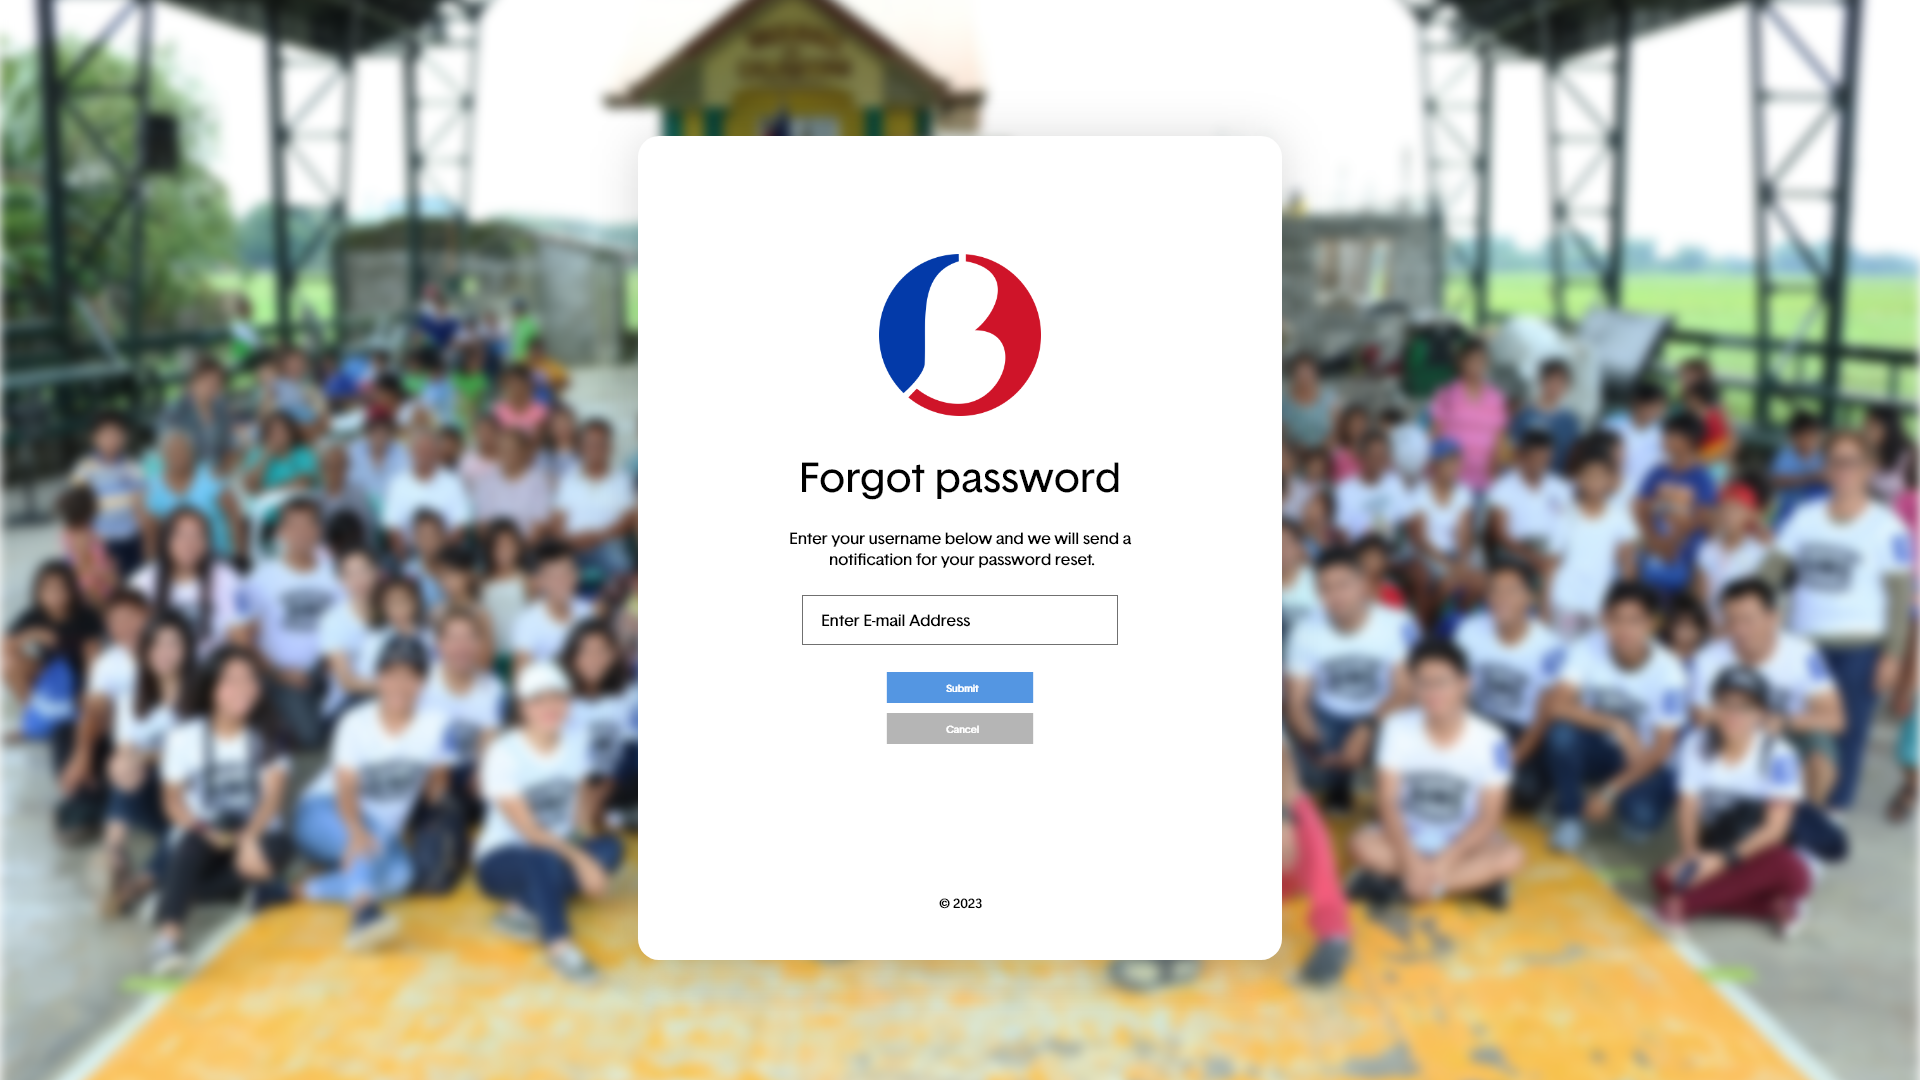 Forgot password
Enter your username below and we will send a
notification for your password reset.
Enter E-mail Address
Submit
Cancel
© 2023